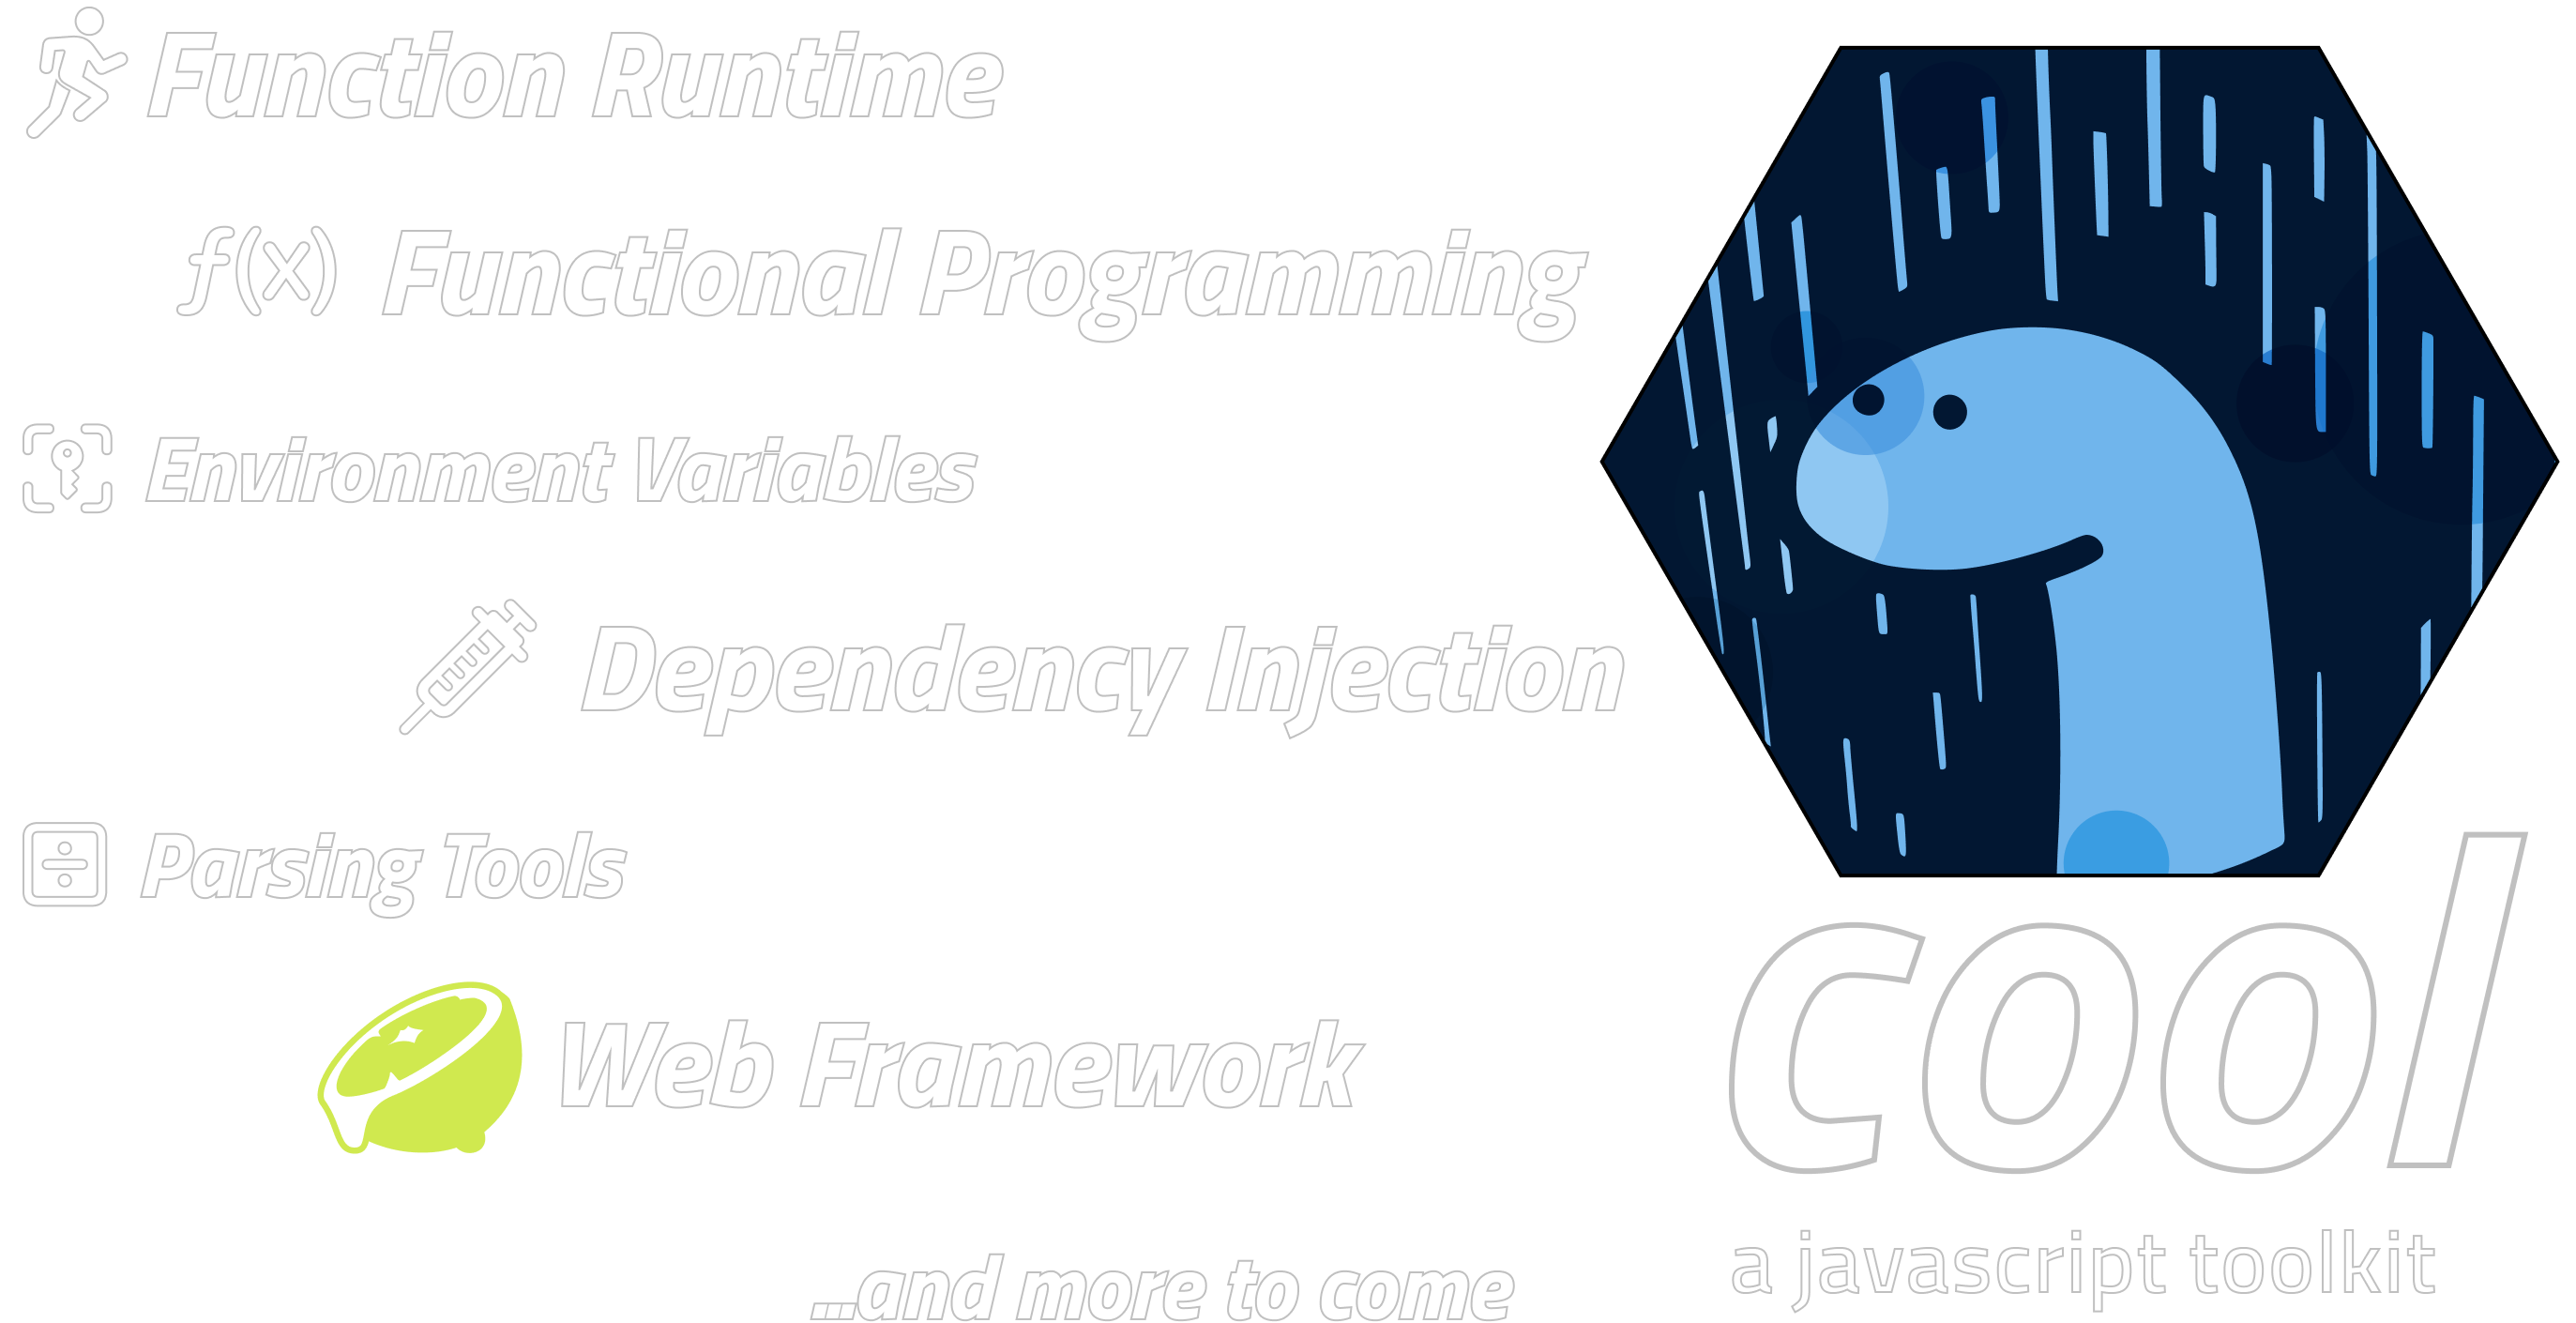 Function Runtime
f(x) Functional Programming
Environment Variables
Dependency Injection
Parsing Tools
Web Framework
...and more to come
cool
a javascript toolkit